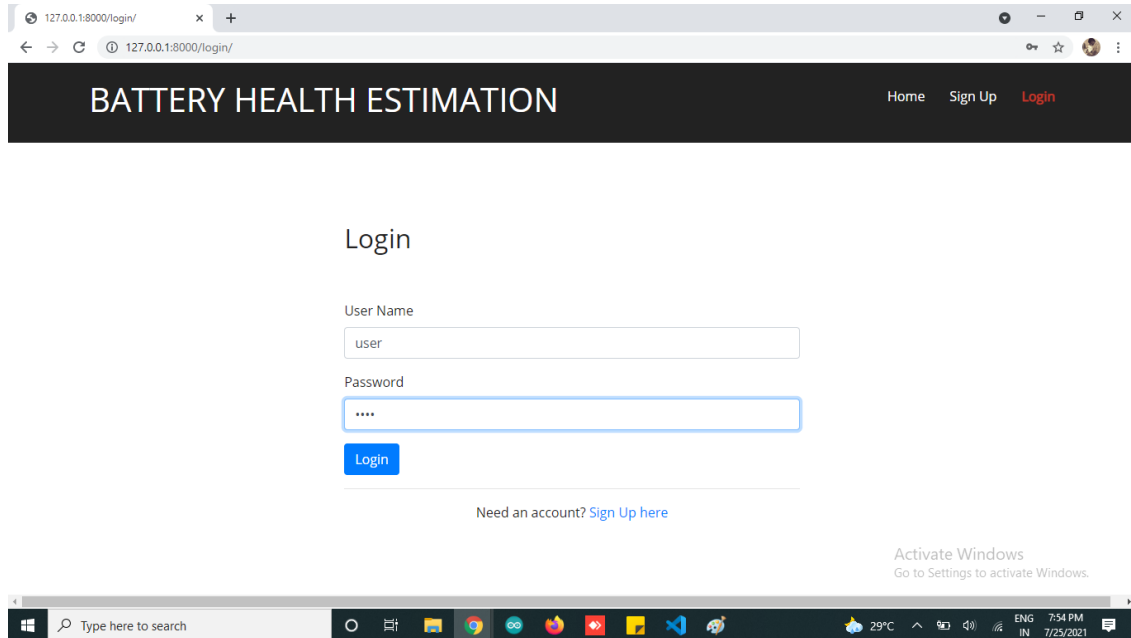 127.0.0.1:8000/login/
127.0.0.1:8000/login/
BATTERY HEALTH ESTIMATION
Home Sign Up Login
Login
User Name
user
Password
••••
Login
Need an account? Sign Up here
Activate Windows
Go to Settings to activate Windows.
Type here to search
29°C
ENG
IN
7:54 PM
7/25/2021